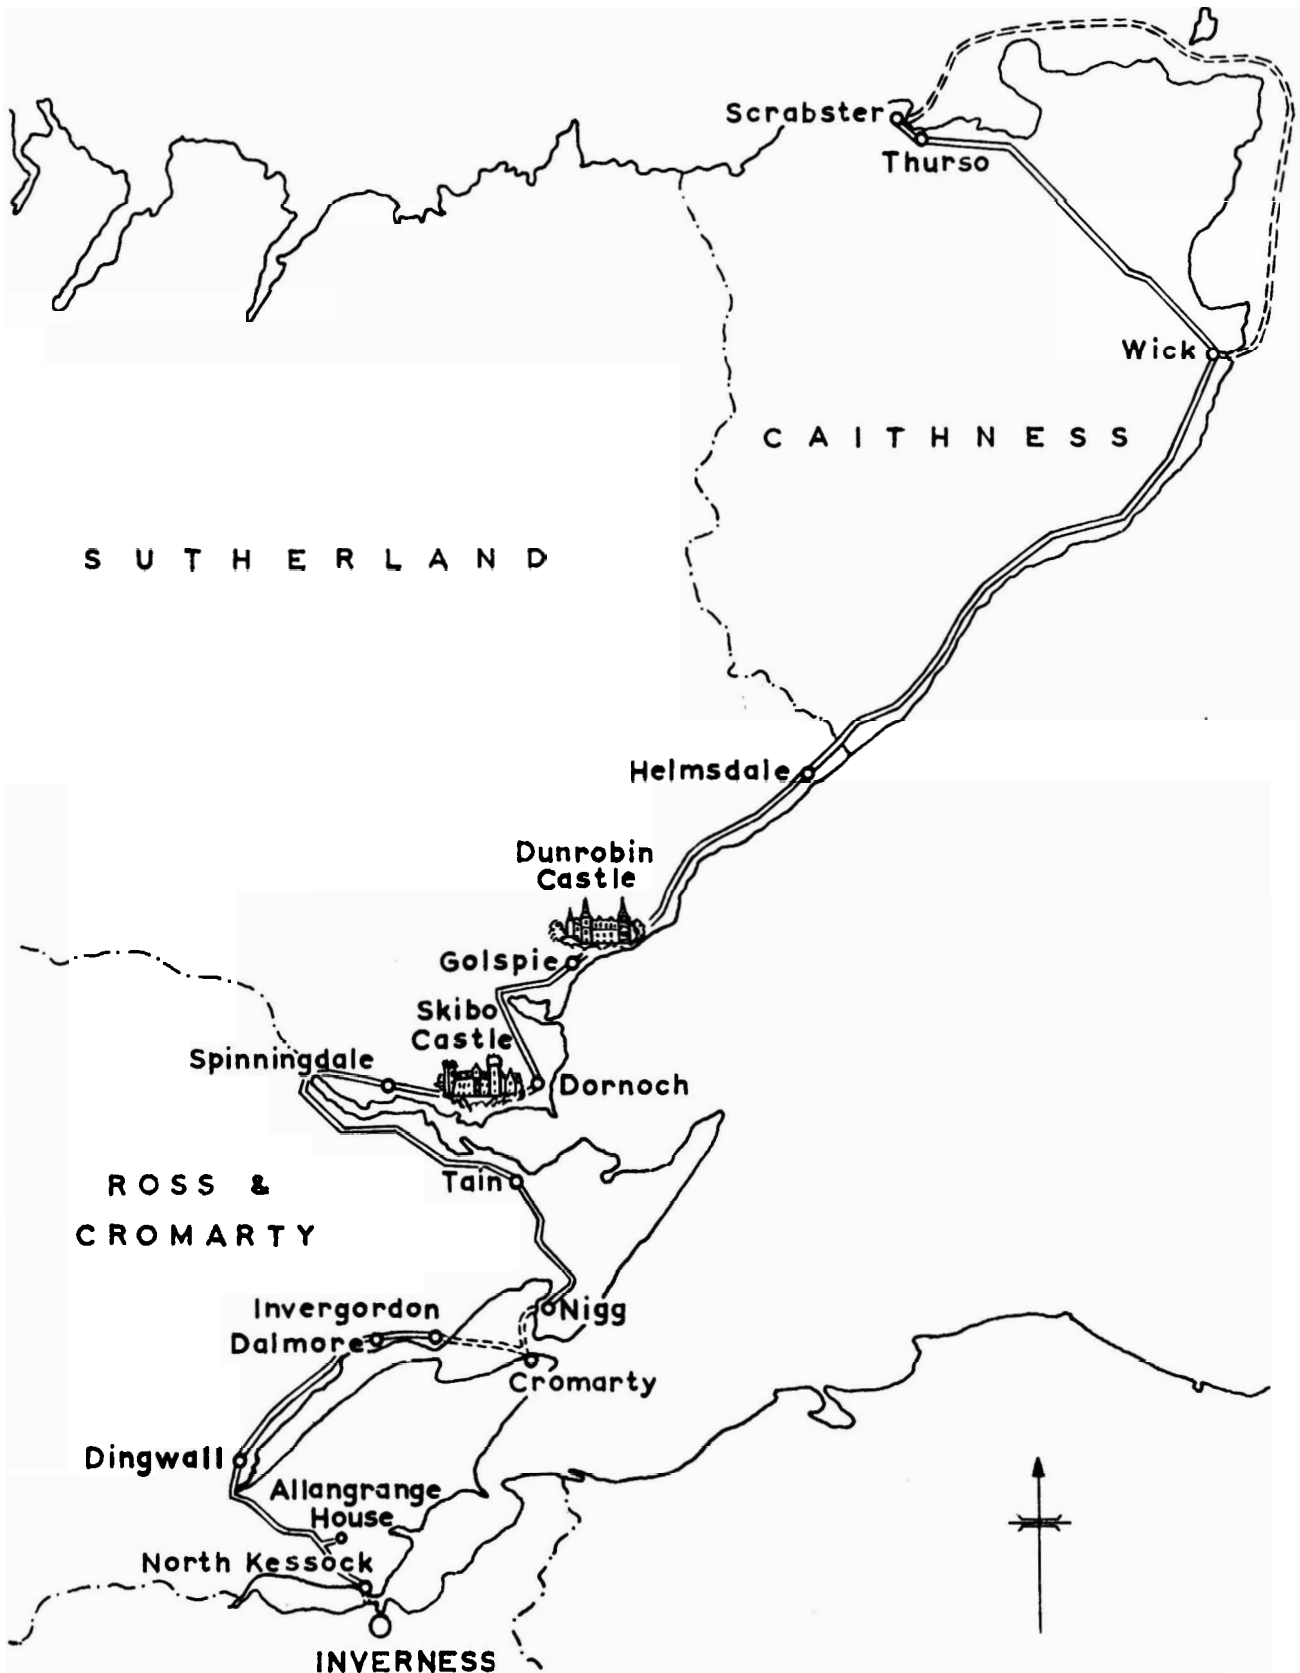 Scrabster
Thurso
Wick
CAITHNESS
SUTHERLAND
Helmsdale
Dunrobin
Castle
Golspie
Skibo
Castle
Spinningdale
Dornoch
Tain
ROSS &
CROMARTY
Invergordon
Nigg
Dalmore
Cromarty
Dingwall
Allangrange
House
North Kessock
INVERNESS